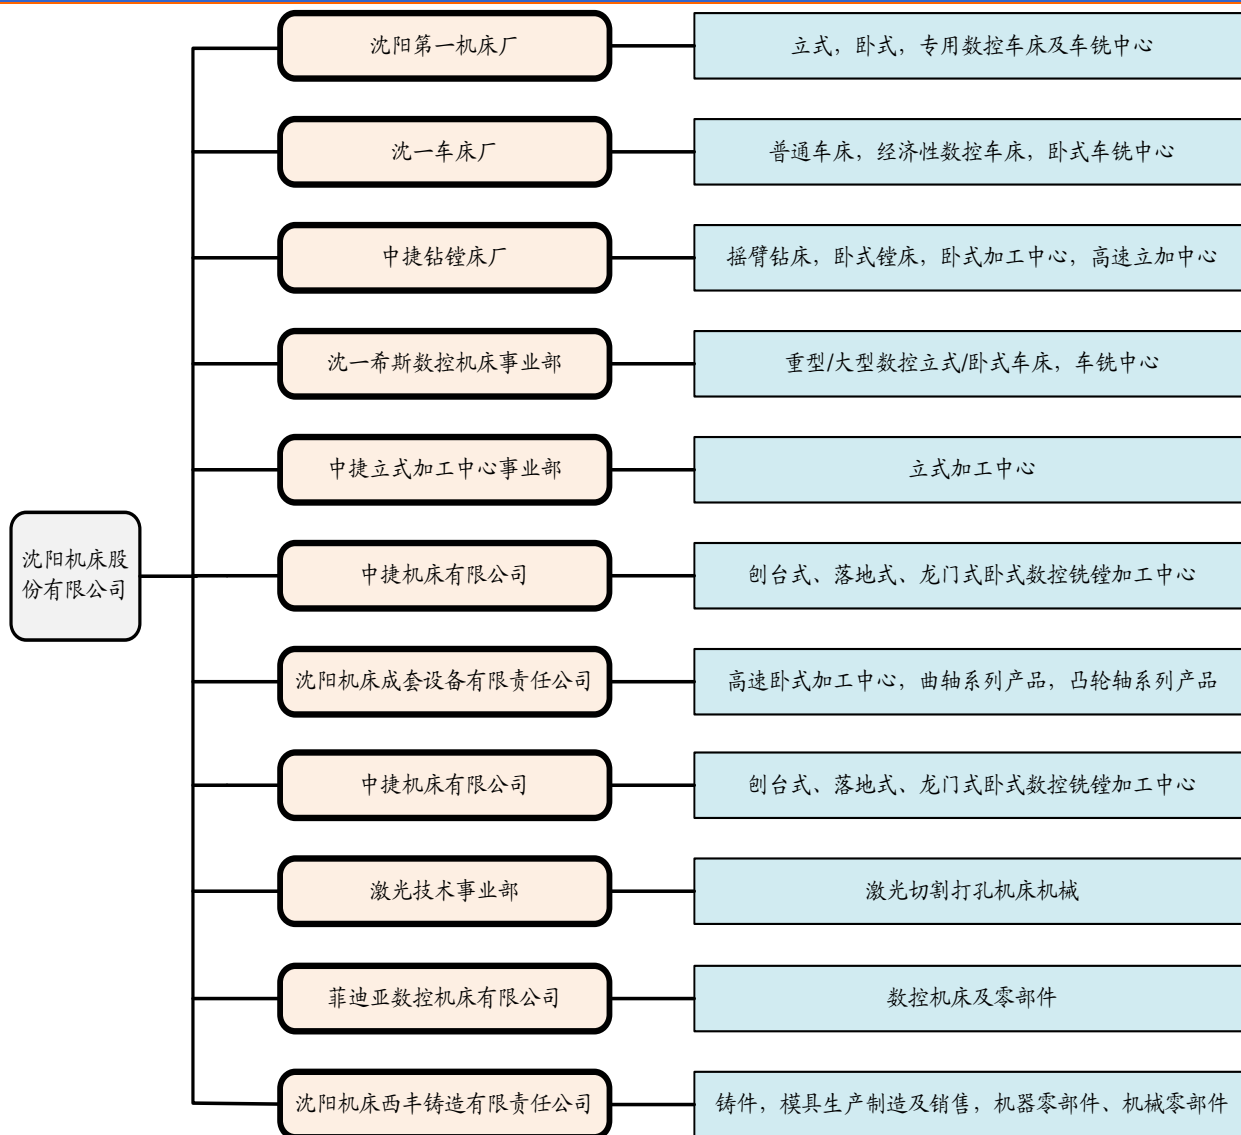 沈阳机床股
份有限公司
沈阳第一机床厂
立式，卧式，专用数控车床及车铣中心
沈一车床厂
普通车床，经济性数控车床，卧式车铣中心
中捷钻镗床厂
摇臂钻床，卧式镗床，卧式加工中心，高速立加中心
沈一希斯数控机床事业部
重型/大型数控立式/卧式车床，车铣中心
中捷立式加工中心事业部
立式加工中心
中捷机床有限公司
刨台式、落地式、龙门式卧式数控铣镗加工中心
沈阳机床成套设备有限责任公司
高速卧式加工中心，曲轴系列产品，凸轮轴系列产品
中捷机床有限公司
刨台式、落地式、龙门式卧式数控铣镗加工中心
激光技术事业部
激光切割打孔机床机械
菲迪亚数控机床有限公司
数控机床及零部件
沈阳机床西丰铸造有限责任公司
铸件，模具生产制造及销售，机器零部件、机械零部件